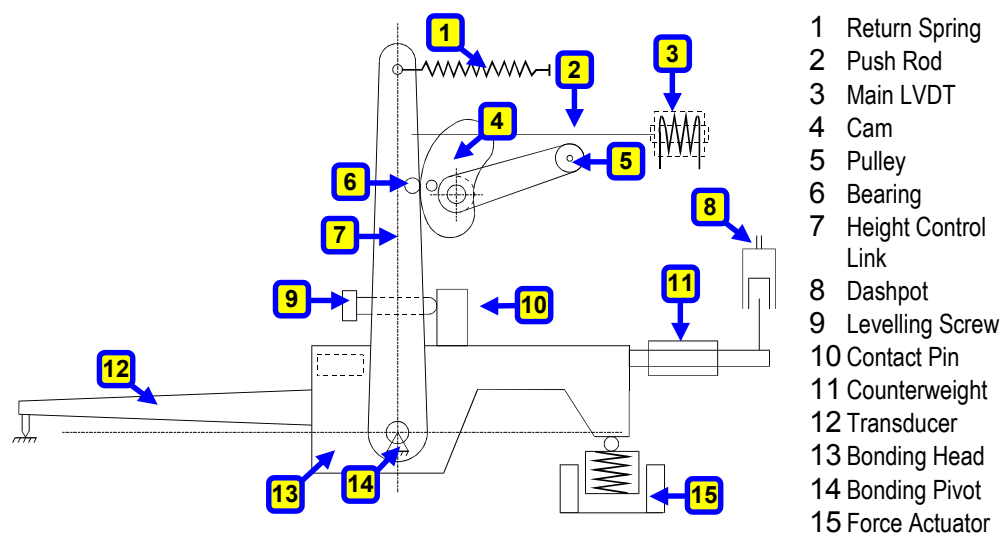 1
2
3
4
5
6
7
8
9
10
11
12
13
14
15
1 Return Spring
2 Push Rod
3 Main LVDT
4 Cam
5 Pulley
6 Bearing
7 Height Control
Link
8 Dashpot
9 Levelling Screw
10 Contact Pin
11 Counterweight
12 Transducer
13 Bonding Head
14 Bonding Pivot
15 Force Actuator